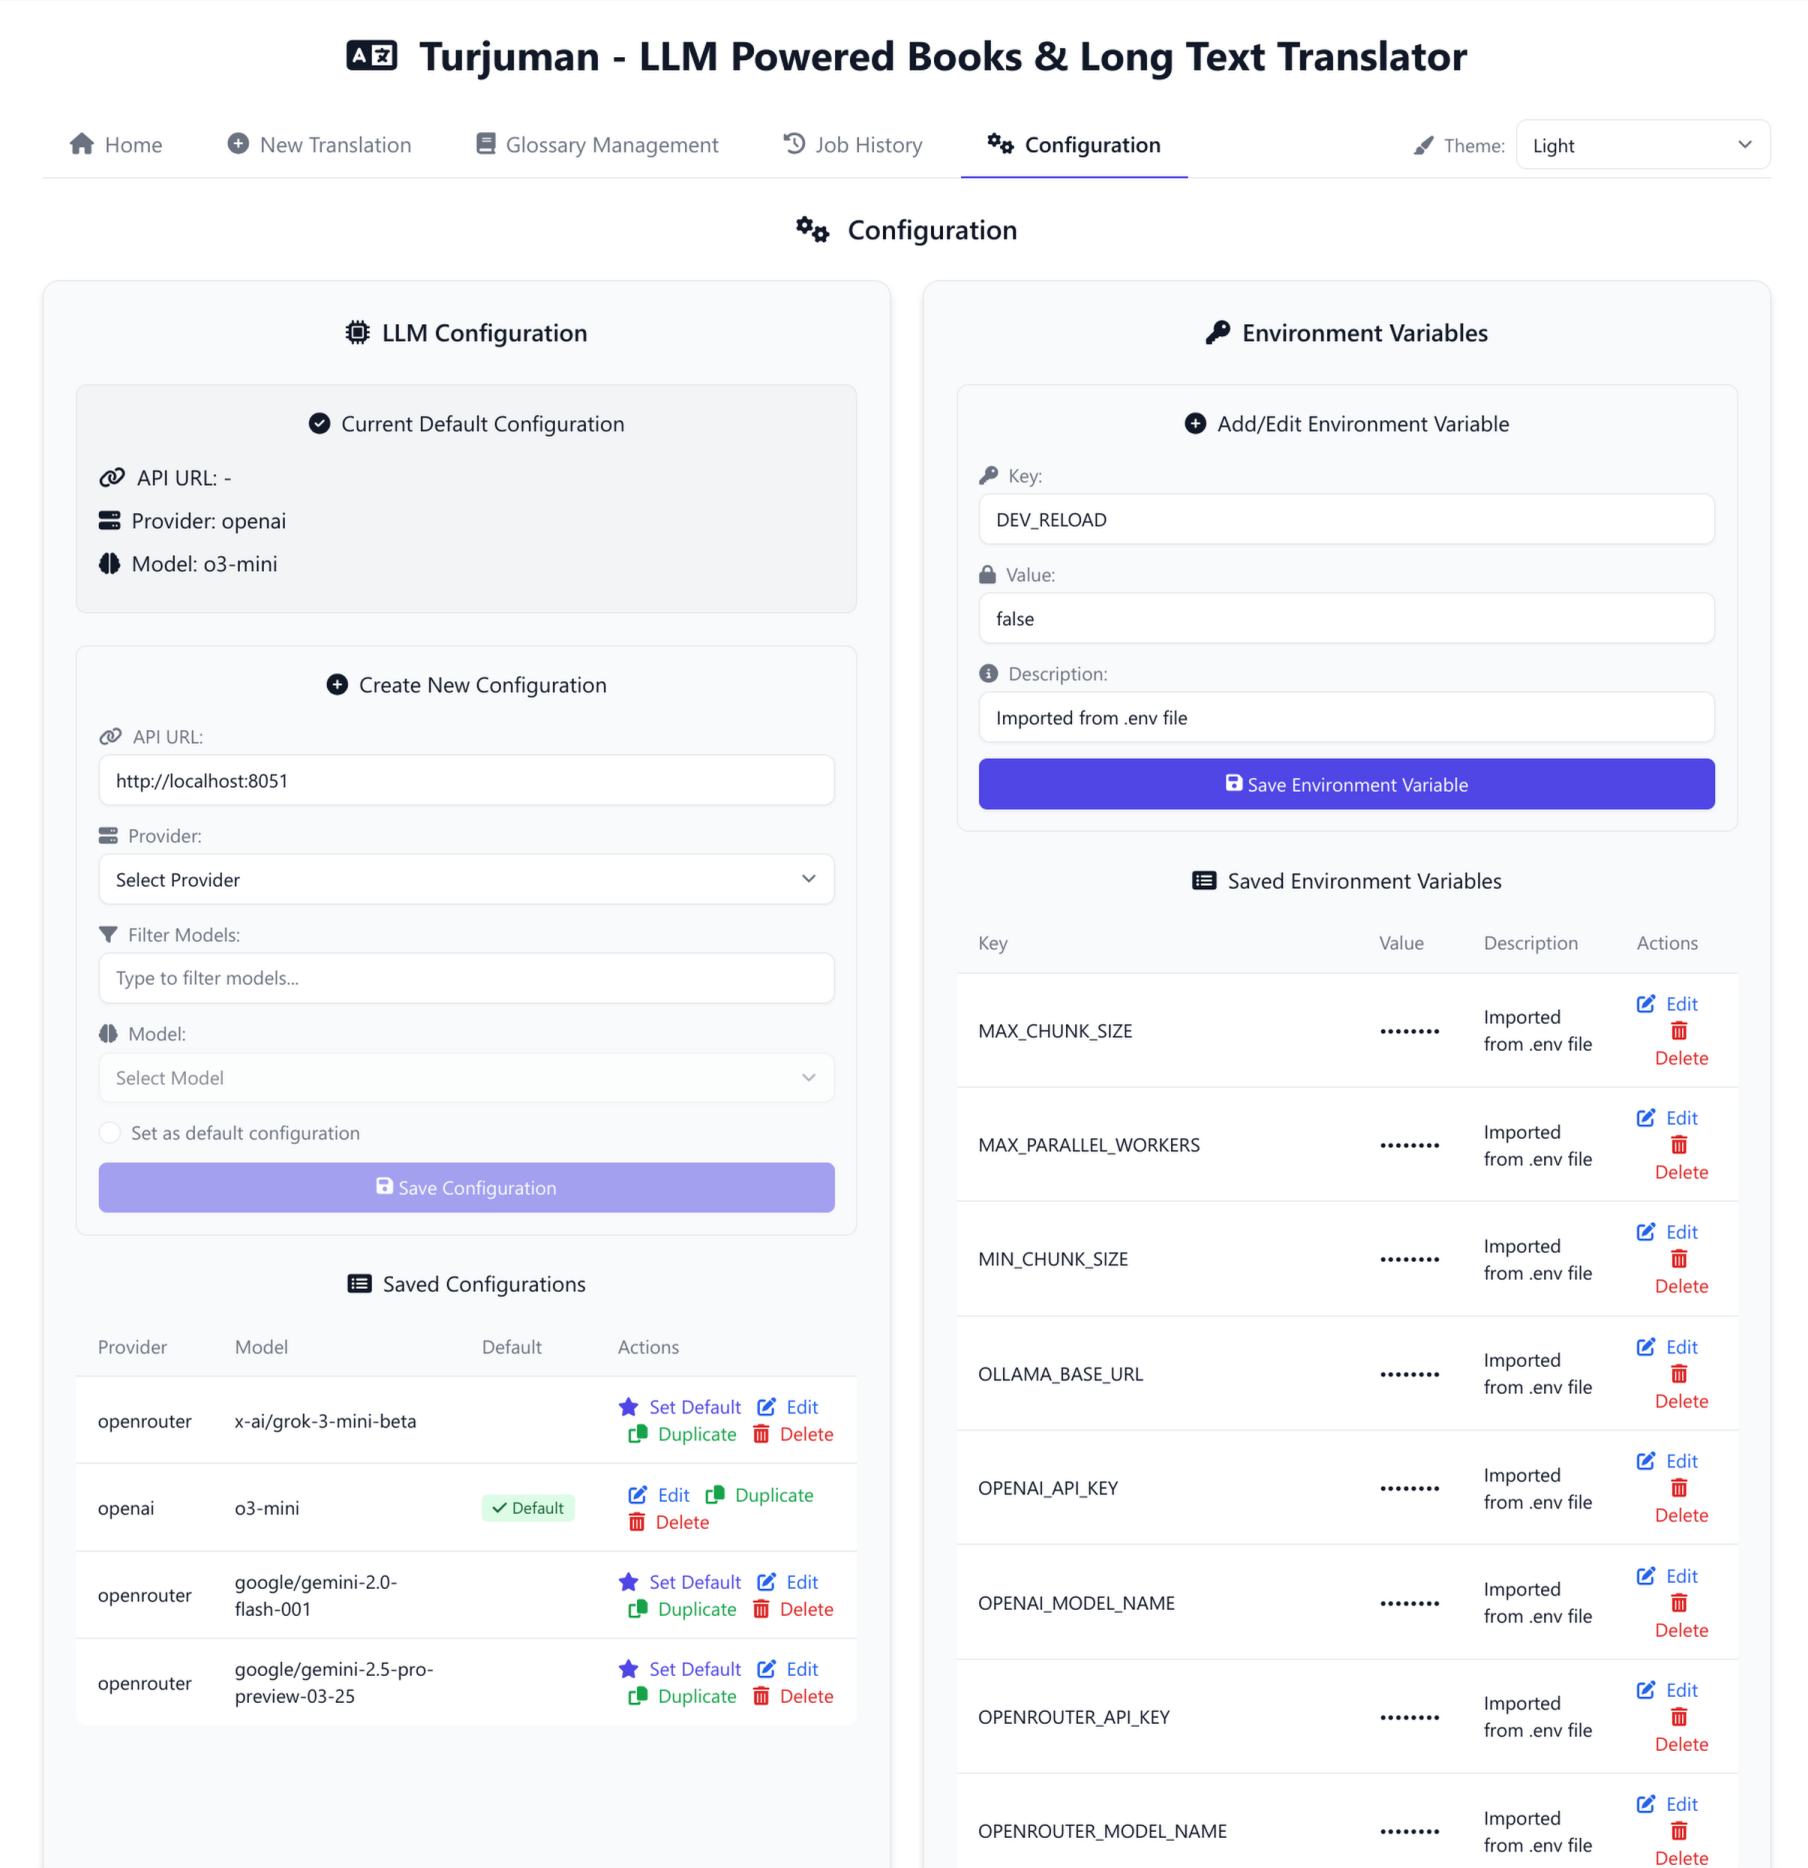 Turjuman - LLM Powered Books & Long Text Translator
Home
New Translation
Glossary Management
Job History
Configuration
Theme:
Light
Configuration
LLM Configuration
Current Default Configuration
API URL: -
Provider: openai
Model: o3-mini
Create New Configuration
API URL:
http://localhost:8051
Provider:
Select Provider
Filter Models:
Type to filter models...
Model:
Select Model
Set as default configuration
Save Configuration
Saved Configurations
Provider Model Default Actions
openrouter x-ai/grok-3-mini-beta Set Default Edit
Duplicate Delete
openai o3-mini Default Edit Duplicate
Delete
openrouter
google/gemini-2.0-
flash-001
Set Default Edit
Duplicate Delete
openrouter
google/gemini-2.5-pro-
preview-03-25
Set Default Edit
Duplicate Delete
Environment Variables
Add/Edit Environment Variable
Key:
DEV_RELOAD
Value:
false
Description:
Imported from .env file
Save Environment Variable
Saved Environment Variables
Key Value Description Actions
MAX_CHUNK_SIZE ••••••••
Imported
from .env file
Edit
Delete
MAX_PARALLEL_WORKERS ••••••••
Imported
from .env file
Edit
Delete
MIN_CHUNK_SIZE ••••••••
Imported
from .env file
Edit
Delete
OLLAMA_BASE_URL ••••••••
Imported
from .env file
Edit
Delete
OPENAI_API_KEY ••••••••
Imported
from .env file
Edit
Delete
OPENAI_MODEL_NAME ••••••••
Imported
from .env file
Edit
Delete
OPENROUTER_API_KEY ••••••••
Imported
from .env file
Edit
Delete
OPENROUTER_MODEL_NAME ••••••••
Imported
from .env file
Edit
Delete